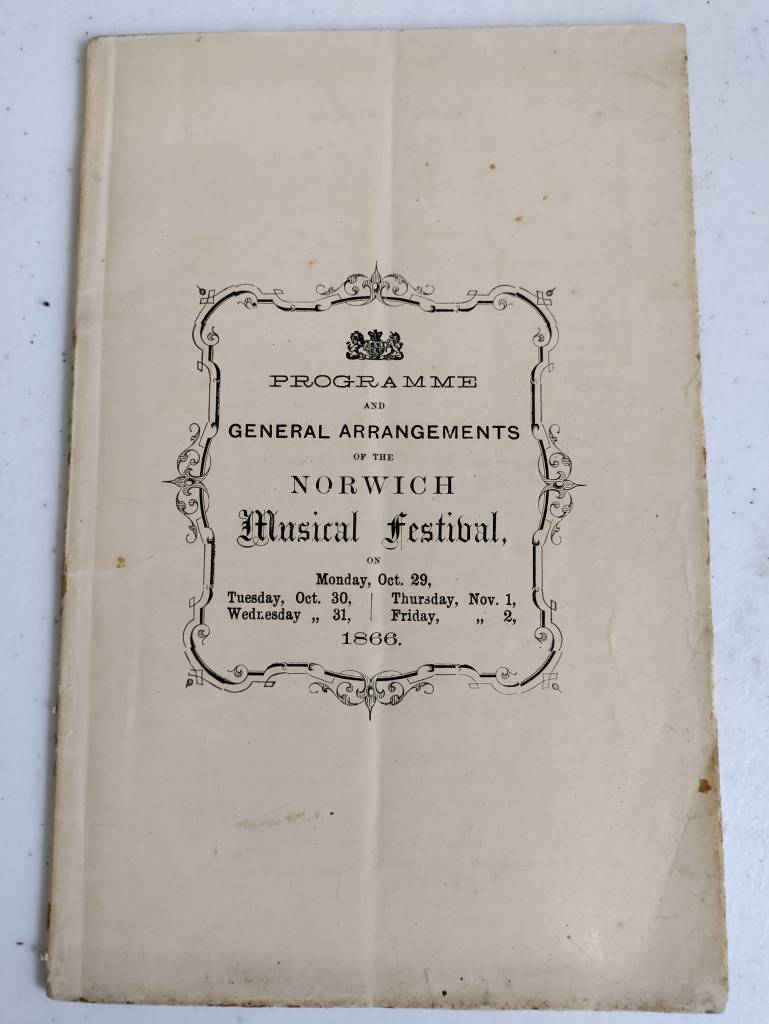 PROGRAMME
AND
GENERAL ARRANGEMENTS
OF THE
NORWICH
Musical Festival,
ON
Monday, Oct. 29,
Tuesday, Oct. 30, | Thursday, Nov. 1,
Wednesday „ 31, | Friday, „ 2,
1866.